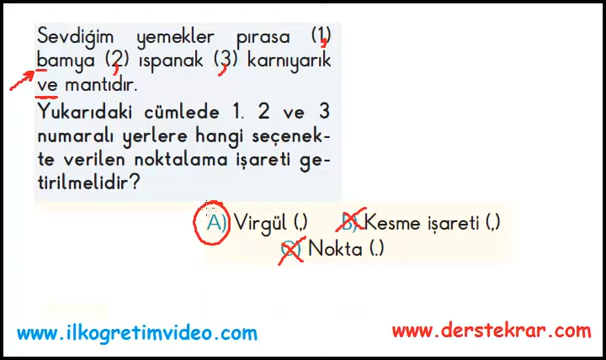 Sevdiğim yemekler pırasa (1)
bamya (2) ıspanak (3) karnıyarık
ve mantıdır.
Yukarıdaki cümlede 1. 2 ve 3
numaralı yerlere hangi seçenek-
te verilen noktalama işareti ge-
tirilmelidir?
A) Virgül (,) B) Kesme işareti (,)
C) Nokta (.)
www.ilkogretimvideo.com www.derstekrar.com